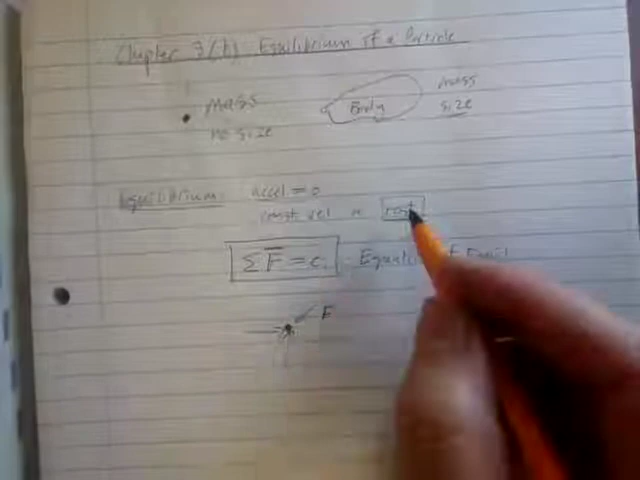 Chapter 3(A) Equilibrium of a Particle
MASS
NO SIZE
Body
MASS
SIZE
Equilibrium: accel = 0
const vel or rest
ΣF = 0
F